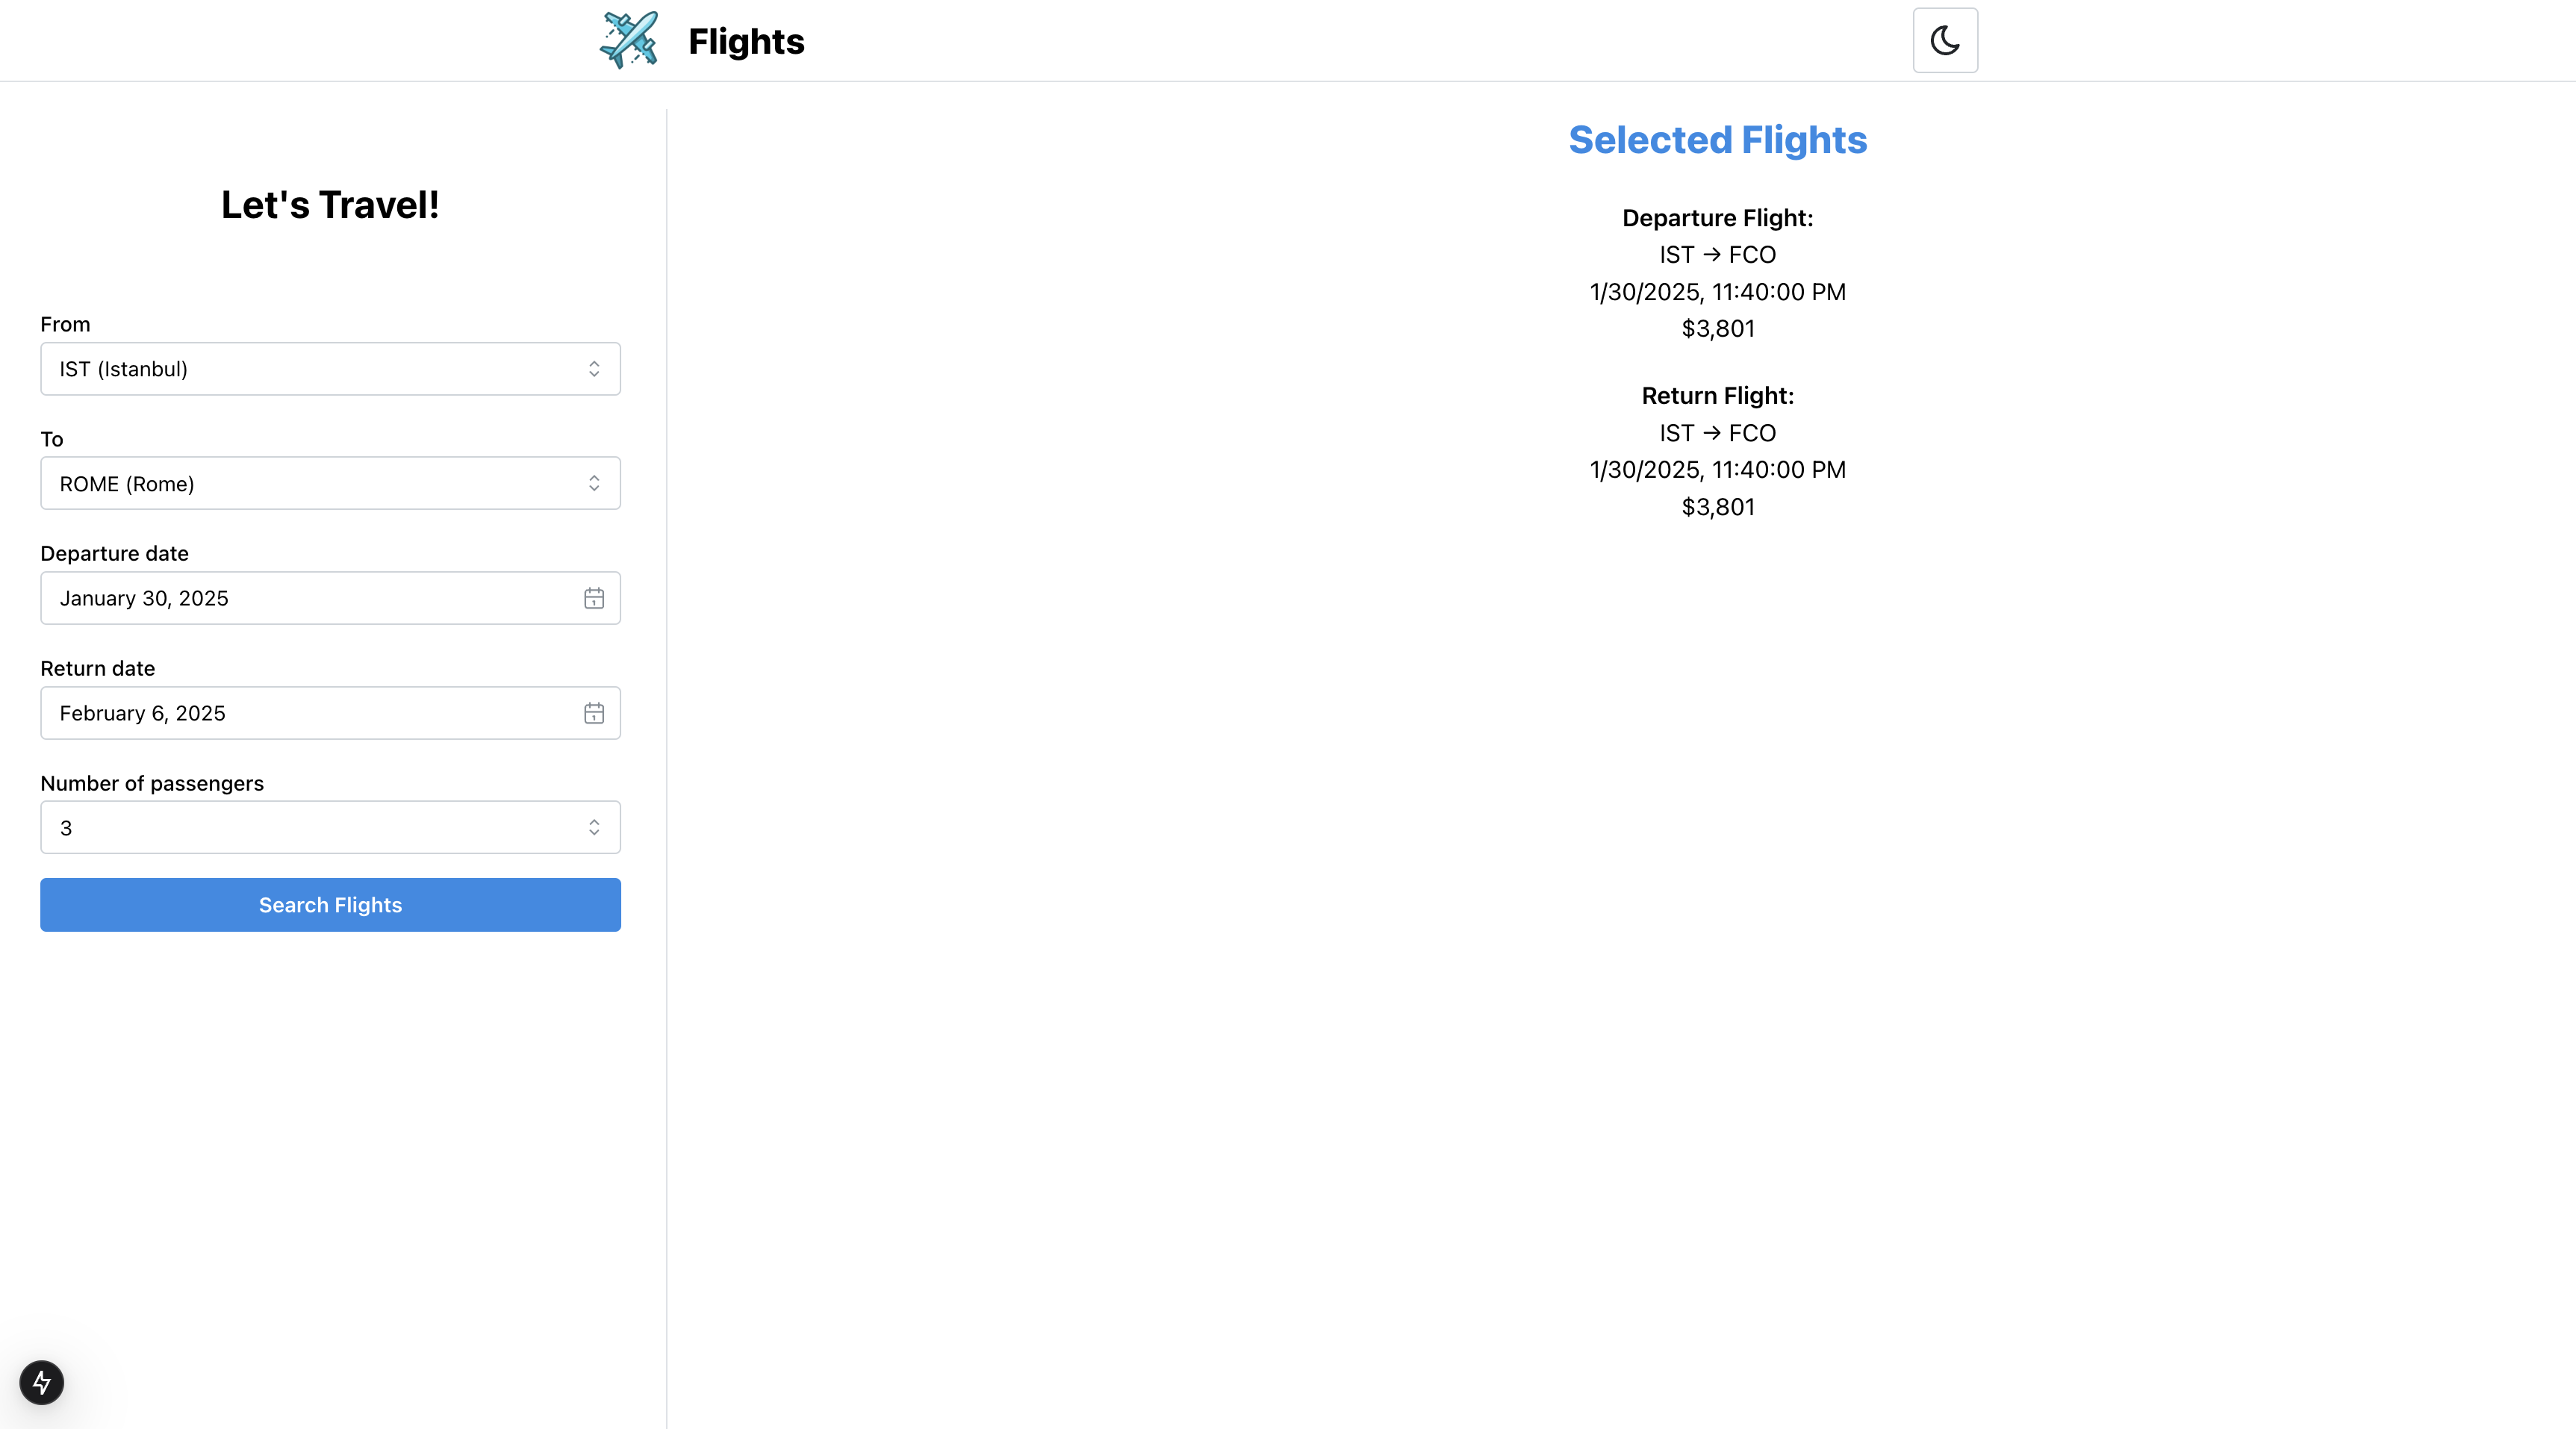 Flights
Let's Travel!
From
IST (Istanbul)
To
ROME (Rome)
Departure date
January 30, 2025
Return date
February 6, 2025
Number of passengers
3
Search Flights
Selected Flights
Departure Flight:
IST → FCO
1/30/2025, 11:40:00 PM
$3,801
Return Flight:
IST → FCO
1/30/2025, 11:40:00 PM
$3,801